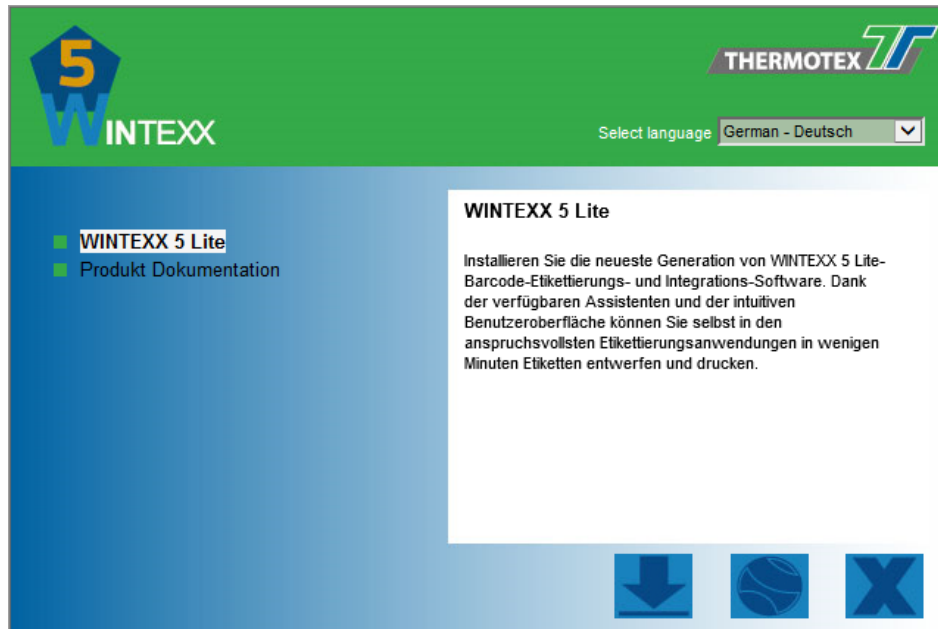 5
WINTEXX
THERMOTEX
Select language German - Deutsch
WINTEXX 5 Lite
Produkt Dokumentation
WINTEXX 5 Lite
Installieren Sie die neueste Generation von WINTEXX 5 Lite-
Barcode-Etikettierungs- und Integrations-Software. Dank
der verfügbaren Assistenten und der intuitiven
Benutzeroberfläche können Sie selbst in den
anspruchsvollsten Etikettierungsanwendungen in wenigen
Minuten Etiketten entwerfen und drucken.